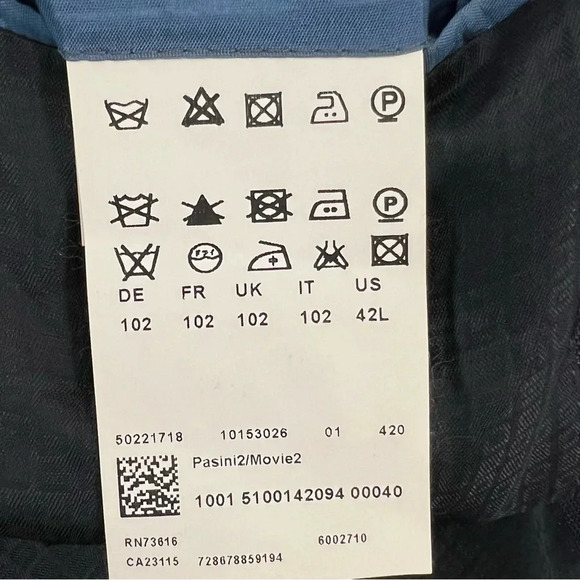 P
P
DE FR UK IT US
102 102 102 102 42L
50221718 10153026 01 420
Pasini2/Movie2
1001 5100142094 00040
RN73616 6002710
CA23115 728678859194